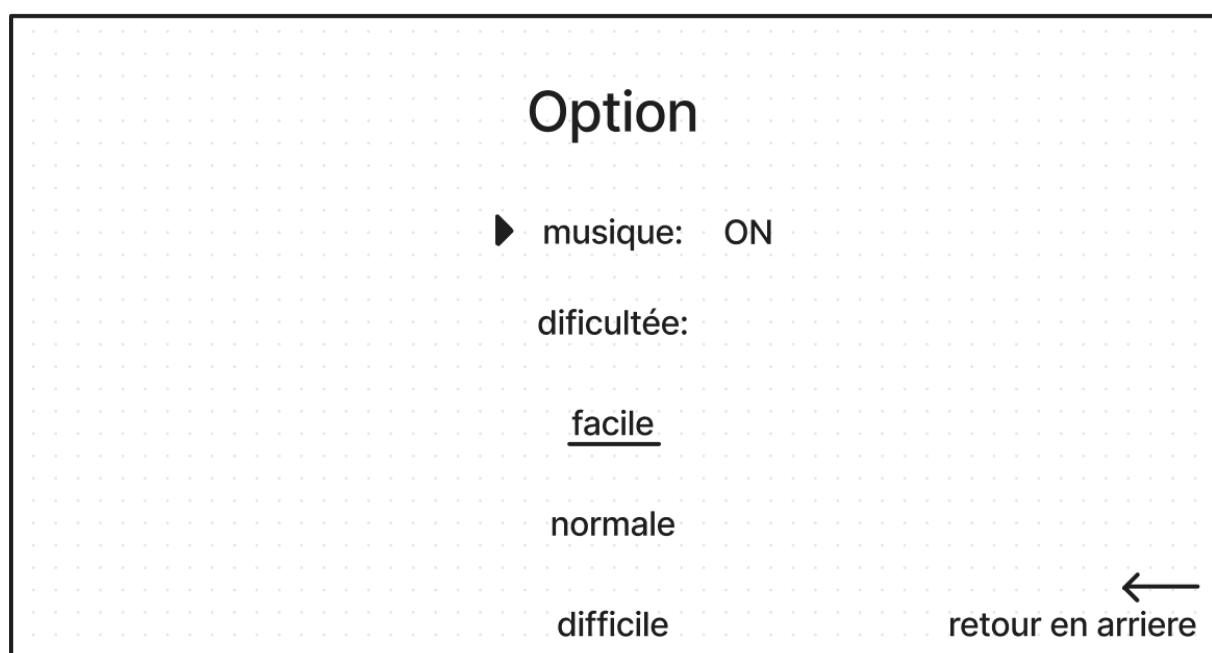 Option
musique: ON
dificultée:
facile
normale
difficile
retour en arriere